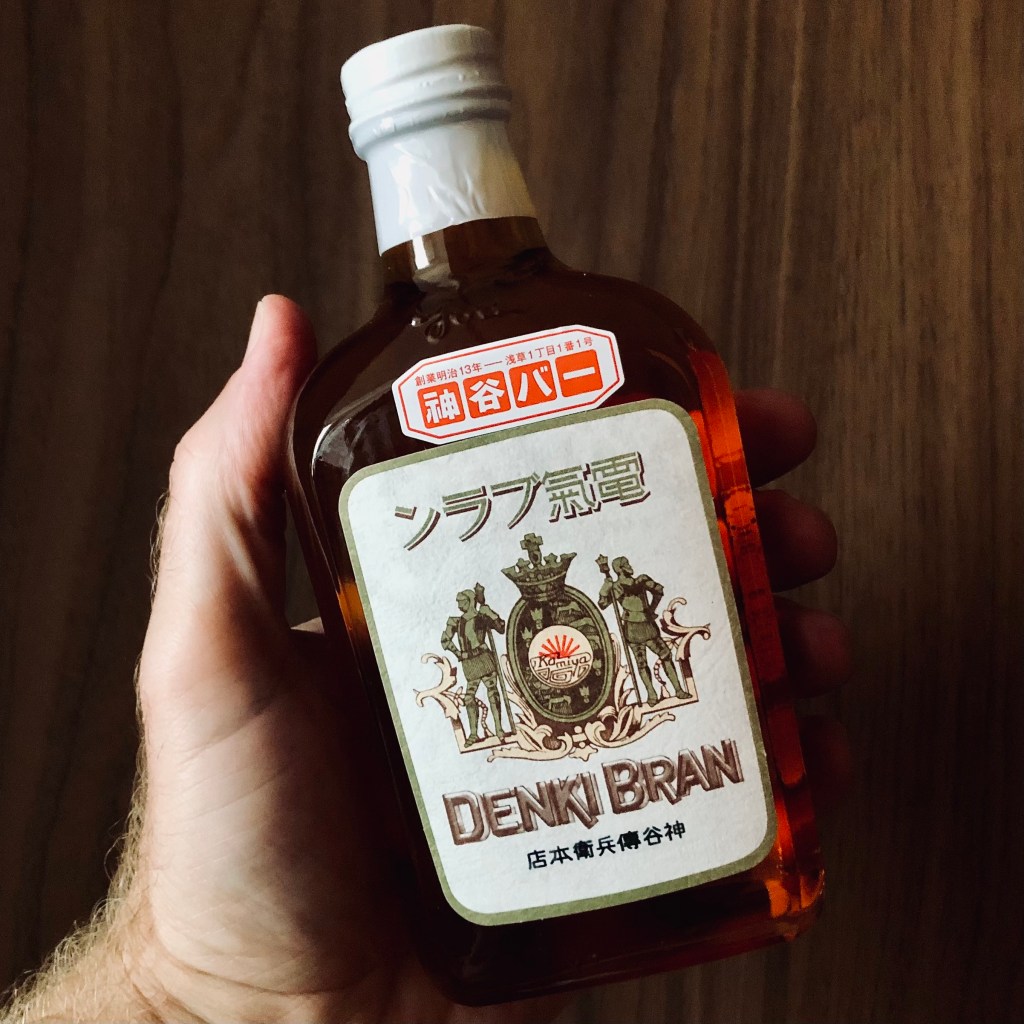 創業明治13年――浅草1丁目1番1号
神谷バー
電氣ブラン
Kamiya
DENKI BRAN
神谷傳兵衛本店